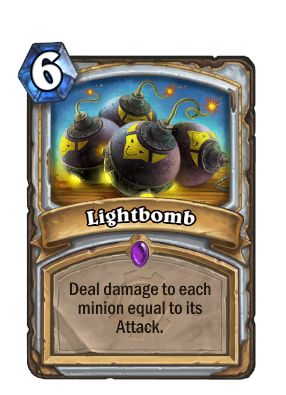 6
Lightbomb
Deal damage to each
minion equal to its
Attack.